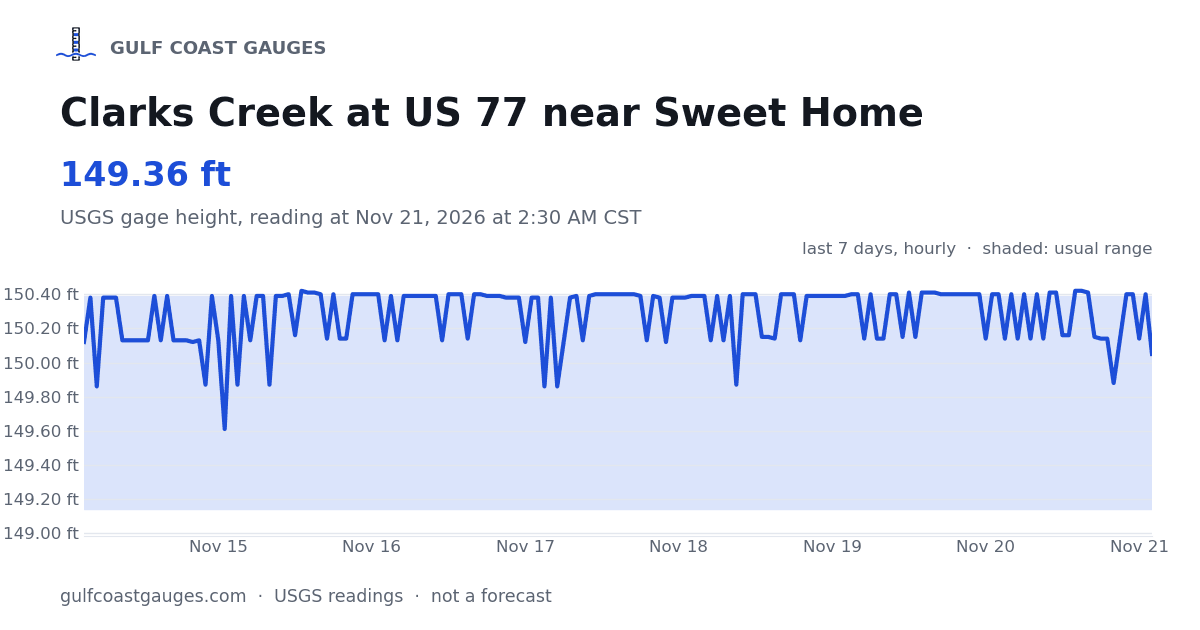 GULF COAST GAUGES
Clarks Creek at US 77 near Sweet Home
149.36 ft
USGS gage height, reading at Nov 21, 2026 at 2:30 AM CST
last 7 days, hourly · shaded: usual range
150.40 ft
150.20 ft
150.00 ft
149.80 ft
149.60 ft
149.40 ft
149.20 ft
149.00 ft
Nov 15 Nov 16 Nov 17 Nov 18 Nov 19 Nov 20 Nov 21
gulfcoastgauges.com · USGS readings · not a forecast